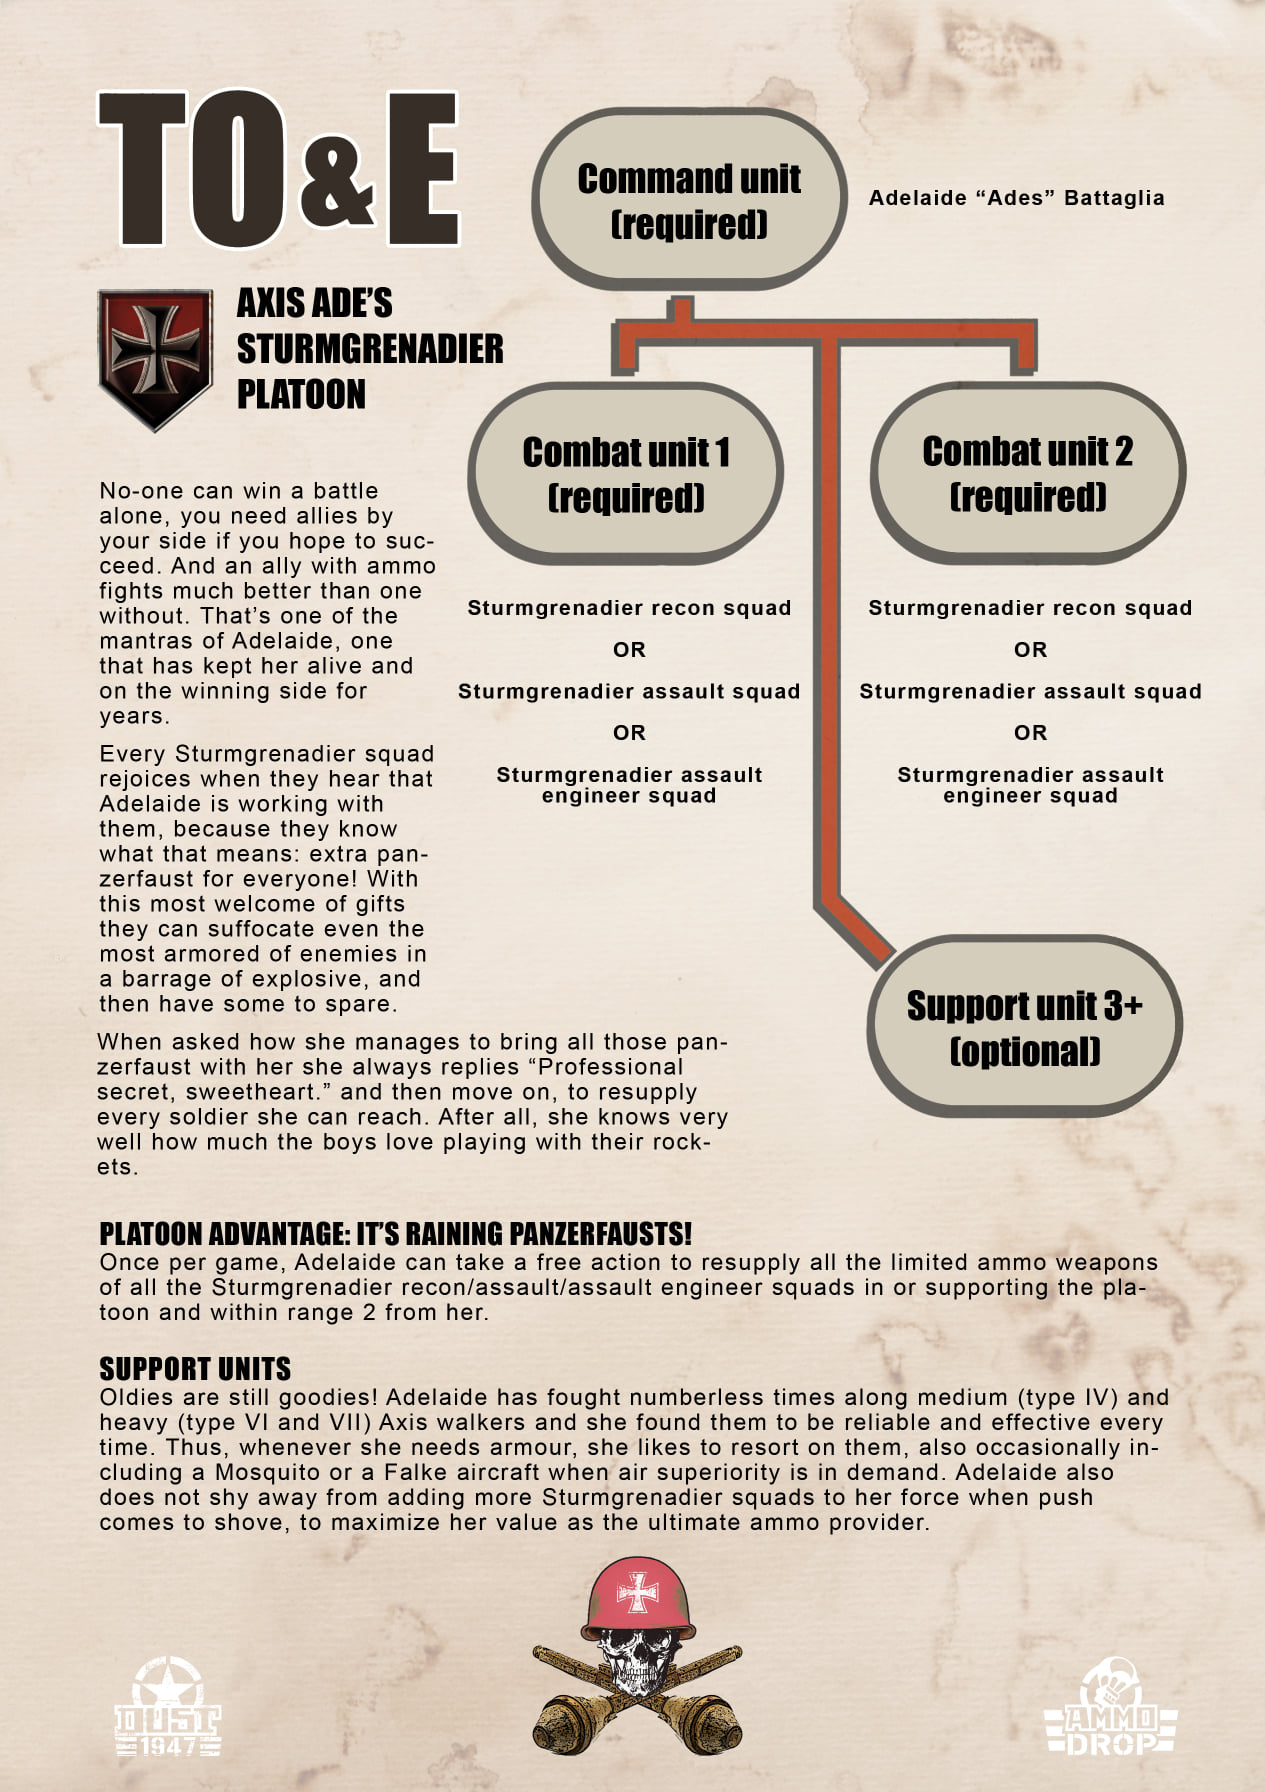 TO&E
AXIS ADE’S
STURMGRENADIER
PLATOON
Command unit
(required)
Adelaide “Ades” Battaglia
Combat unit 1
(required)
Combat unit 2
(required)
Sturmgrenadier recon squad
OR
Sturmgrenadier assault squad
OR
Sturmgrenadier assault
engineer squad
Sturmgrenadier recon squad
OR
Sturmgrenadier assault squad
OR
Sturmgrenadier assault
engineer squad
Support unit 3+
(optional)
No-one can win a battle
alone, you need allies by
your side if you hope to suc-
ceed. And an ally with ammo
fights much better than one
without. That’s one of the
mantras of Adelaide, one
that has kept her alive and
on the winning side for
years.
Every Sturmgrenadier squad
rejoices when they hear that
Adelaide is working with
them, because they know
what that means: extra pan-
zerfaust for everyone! With
this most welcome of gifts
they can suffocate even the
most armored of enemies in
a barrage of explosive, and
then have some to spare.
When asked how she manages to bring all those pan-
zerfaust with her she always replies “Professional
secret, sweetheart.” and then move on, to resupply
every soldier she can reach. After all, she knows very
well how much the boys love playing with their rock-
ets.
PLATOON ADVANTAGE: IT’S RAINING PANZERFAUSTS!
Once per game, Adelaide can take a free action to resupply all the limited ammo weapons
of all the Sturmgrenadier recon/assault/assault engineer squads in or supporting the pla-
toon and within range 2 from her.
SUPPORT UNITS
Oldies are still goodies! Adelaide has fought numberless times along medium (type IV) and
heavy (type VI and VII) Axis walkers and she found them to be reliable and effective every
time. Thus, whenever she needs armour, she likes to resort on them, also occasionally in-
cluding a Mosquito or a Falke aircraft when air superiority is in demand. Adelaide also
does not shy away from adding more Sturmgrenadier squads to her force when push
comes to shove, to maximize her value as the ultimate ammo provider.
DUST
1947
AMMO
DROP